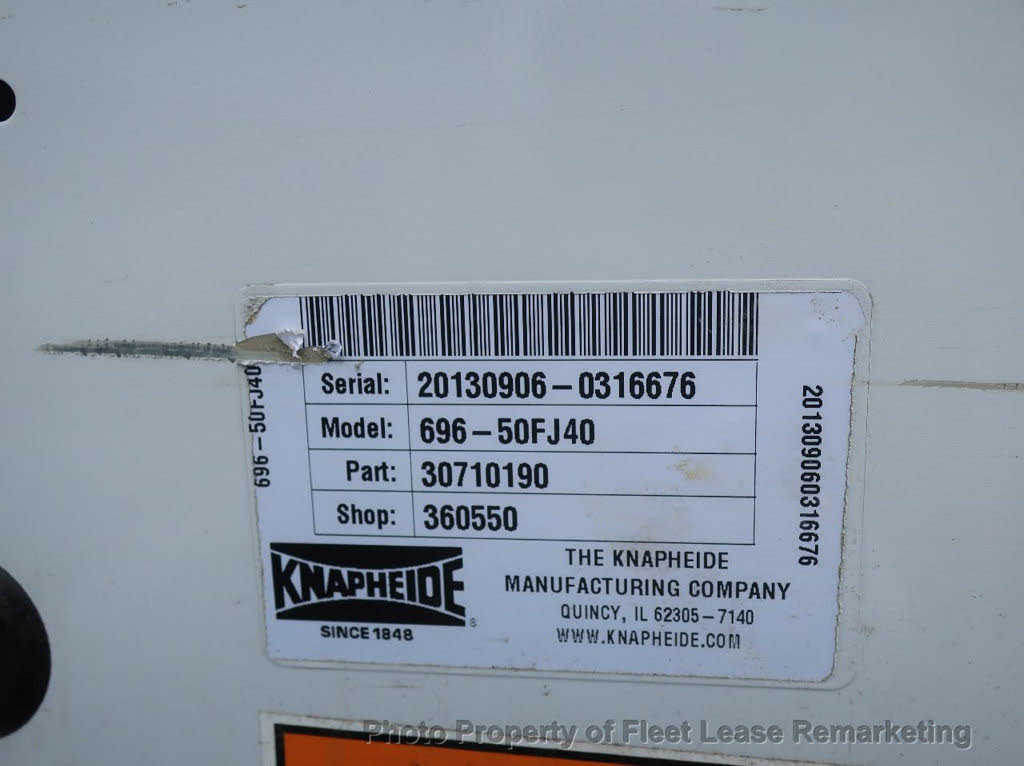 Serial: 20130906-0316676
Model: 696-50FJ40
Part: 30710190
Shop: 360550
696-50FJ40
201309060316676
KNAPHEIDE®
SINCE 1848
THE KNAPHEIDE
MANUFACTURING COMPANY
QUINCY, IL 62305-7140
WWW.KNAPHEIDE.COM
Photo Property of Fleet Lease Remarketing